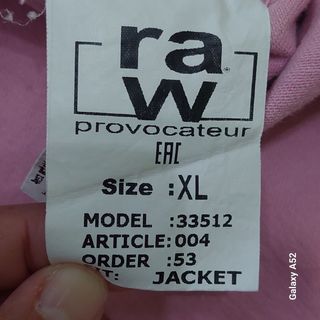 ra
w
provocateur
EAC
Size :XL
MODEL :33512
ARTICLE:004
ORDER :53
JACKET
Galaxy A52